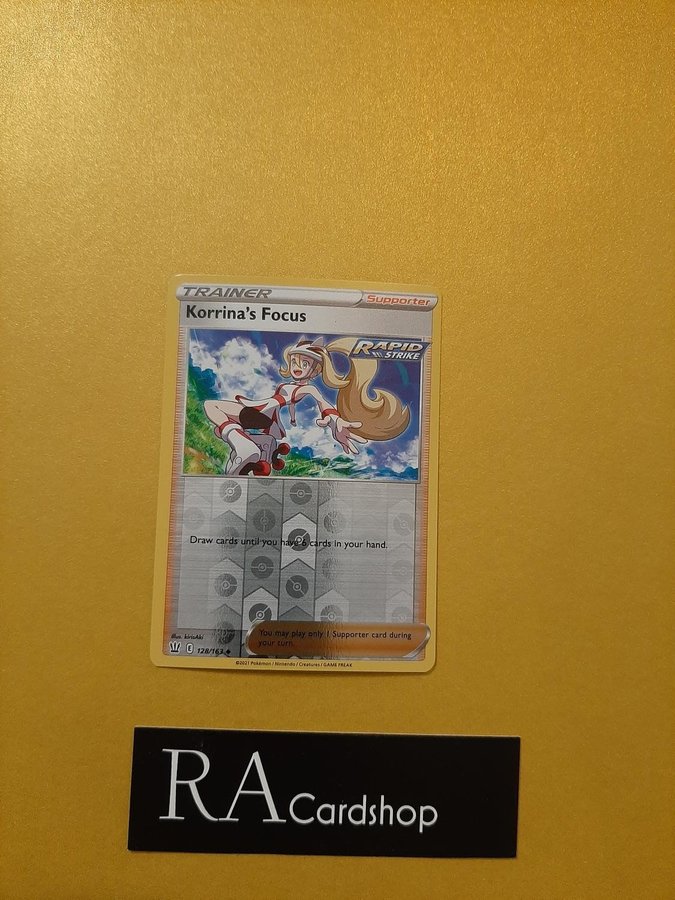 TRAINER Supporter
Korrina's Focus
RAPID
STRIKE
Draw cards until you have 6 cards in your hand.
Illus. kirisAki
You may play only 1 Supporter card during
your turn.
E 128/163
©2021 Pokémon / Nintendo / Creatures / GAME FREAK
RA Cardshop